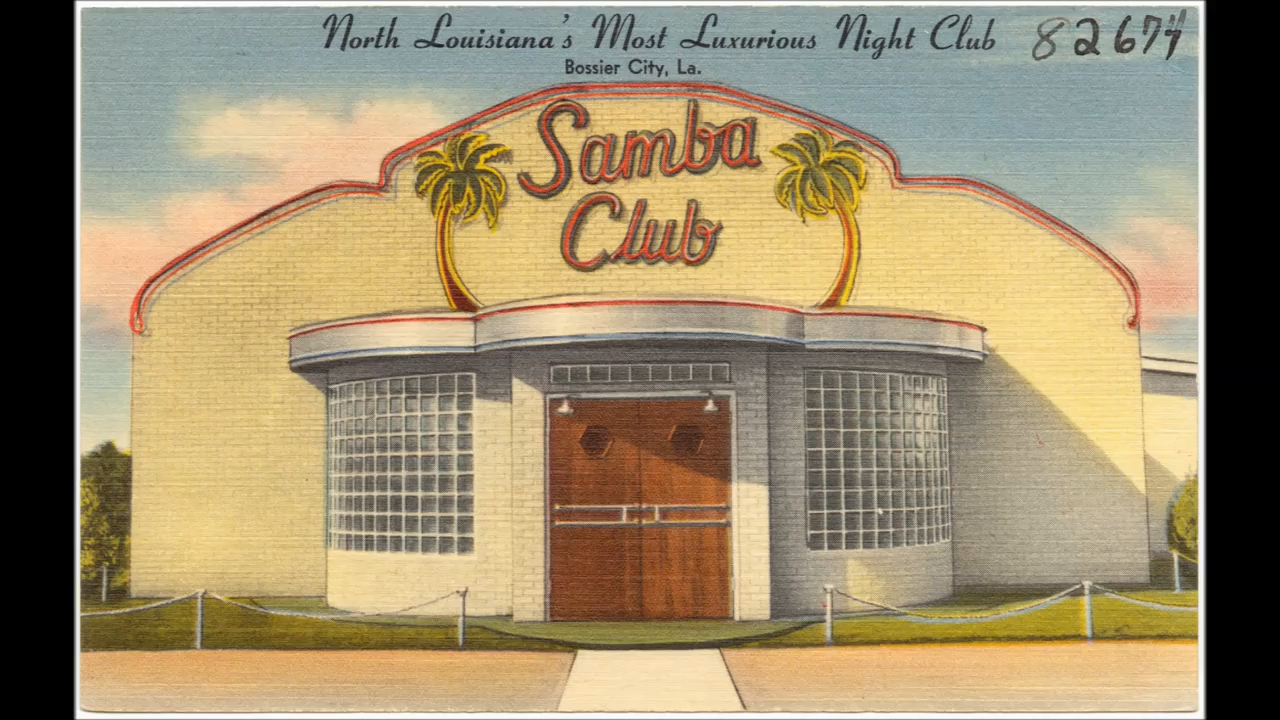 North Louisiana's Most Luxurious Night Club 82674
Bossier City, La.
Samba
Club